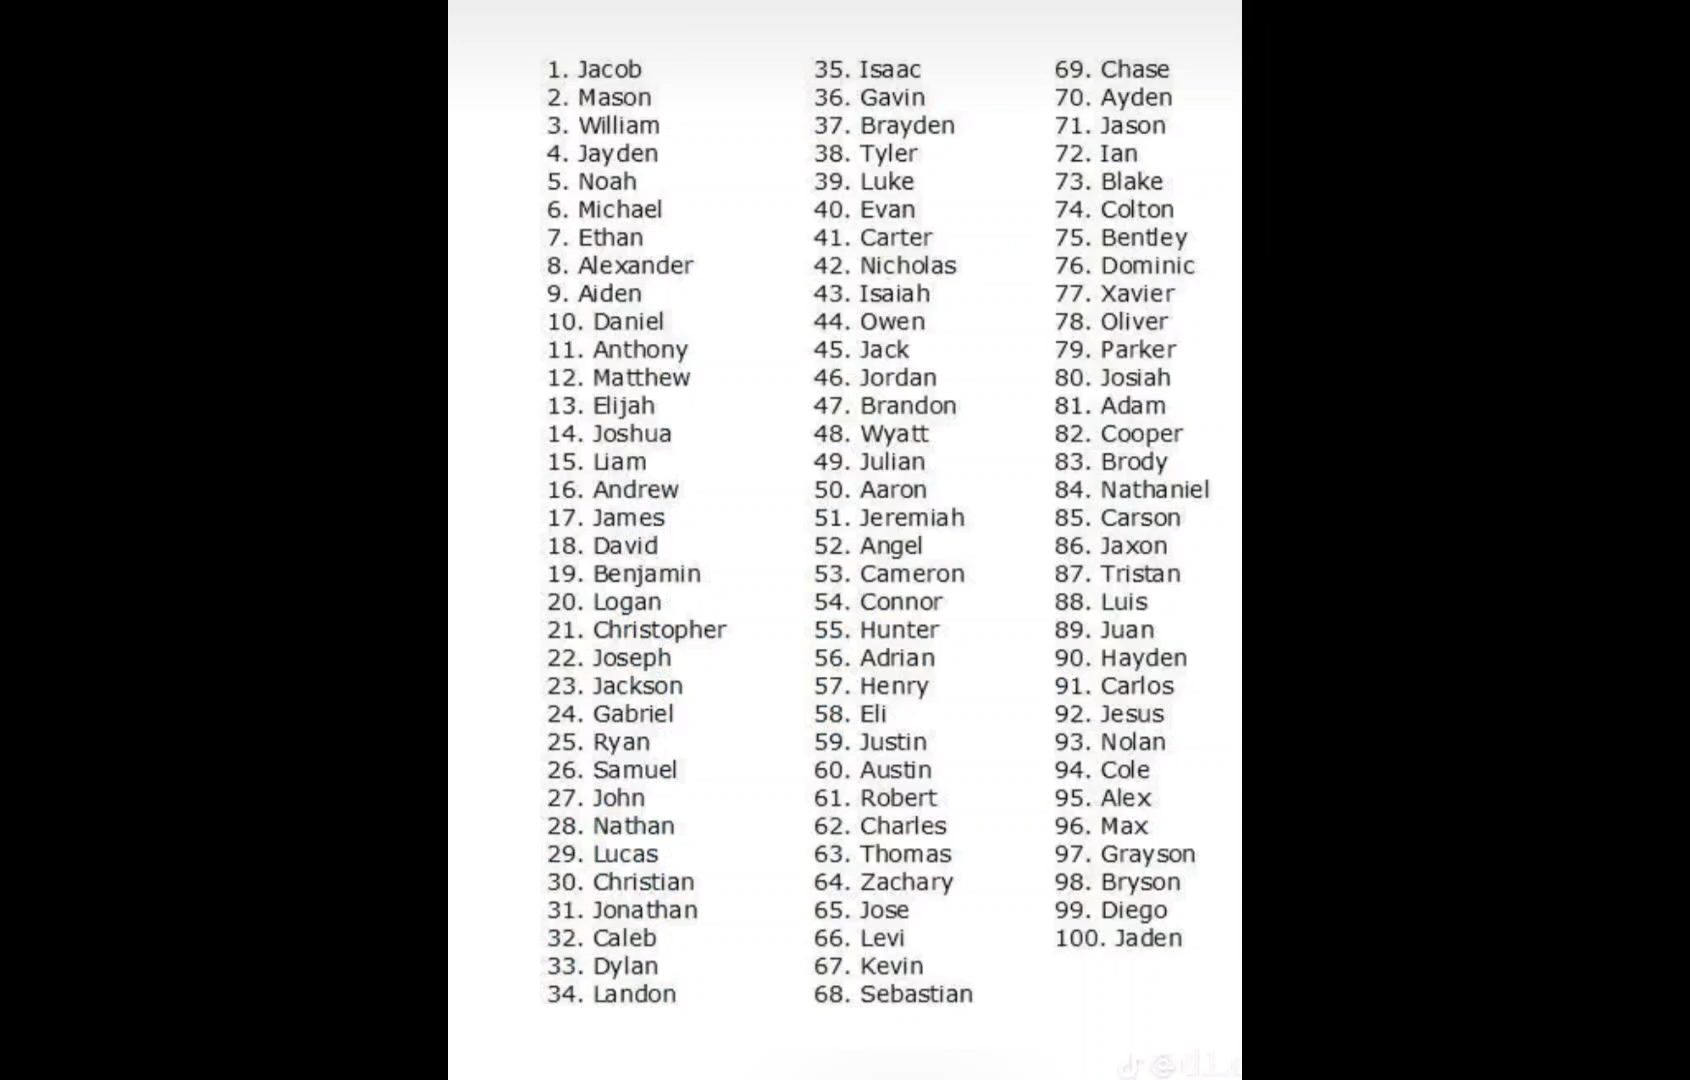 1. Jacob
2. Mason
3. William
4. Jayden
5. Noah
6. Michael
7. Ethan
8. Alexander
9. Aiden
10. Daniel
11. Anthony
12. Matthew
13. Elijah
14. Joshua
15. Liam
16. Andrew
17. James
18. David
19. Benjamin
20. Logan
21. Christopher
22. Joseph
23. Jackson
24. Gabriel
25. Ryan
26. Samuel
27. John
28. Nathan
29. Lucas
30. Christian
31. Jonathan
32. Caleb
33. Dylan
34. Landon
35. Isaac
36. Gavin
37. Brayden
38. Tyler
39. Luke
40. Evan
41. Carter
42. Nicholas
43. Isaiah
44. Owen
45. Jack
46. Jordan
47. Brandon
48. Wyatt
49. Julian
50. Aaron
51. Jeremiah
52. Angel
53. Cameron
54. Connor
55. Hunter
56. Adrian
57. Henry
58. Eli
59. Justin
60. Austin
61. Robert
62. Charles
63. Thomas
64. Zachary
65. Jose
66. Levi
67. Kevin
68. Sebastian
69. Chase
70. Ayden
71. Jason
72. Ian
73. Blake
74. Colton
75. Bentley
76. Dominic
77. Xavier
78. Oliver
79. Parker
80. Josiah
81. Adam
82. Cooper
83. Brody
84. Nathaniel
85. Carson
86. Jaxon
87. Tristan
88. Luis
89. Juan
90. Hayden
91. Carlos
92. Jesus
93. Nolan
94. Cole
95. Alex
96. Max
97. Grayson
98. Bryson
99. Diego
100. Jaden